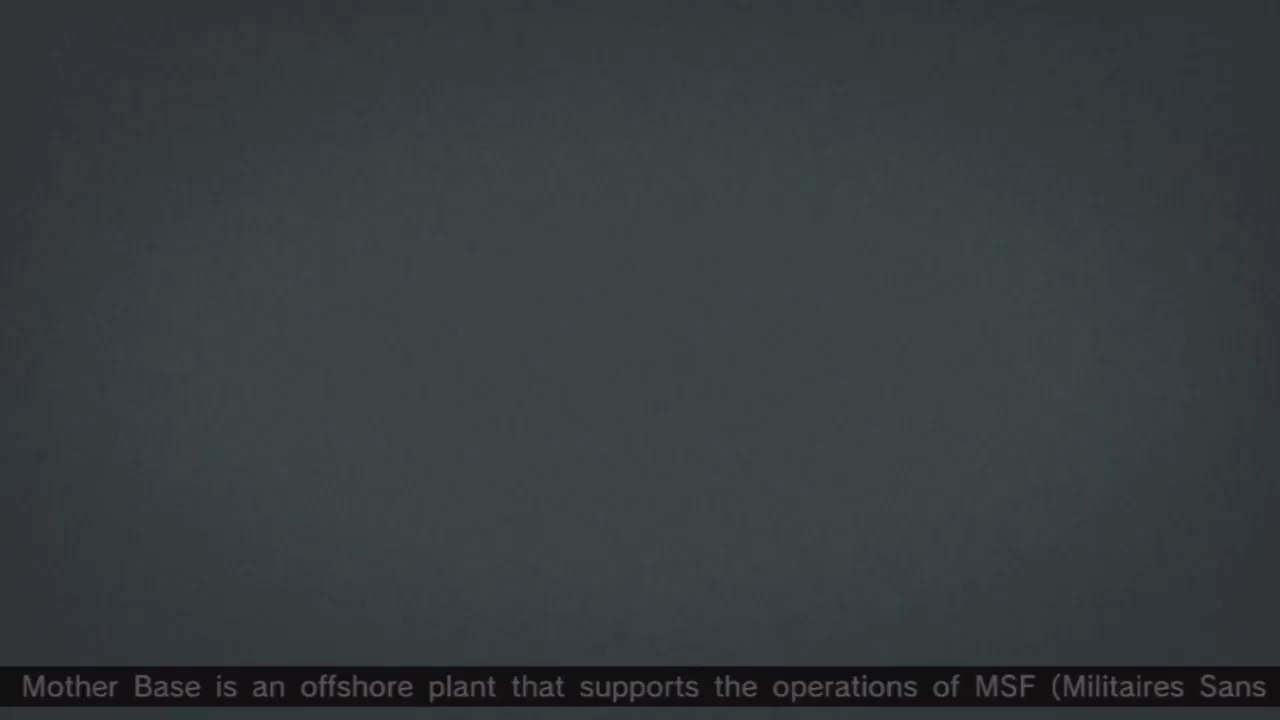 Mother Base is an offshore plant that supports the operations of MSF (Militaires Sans